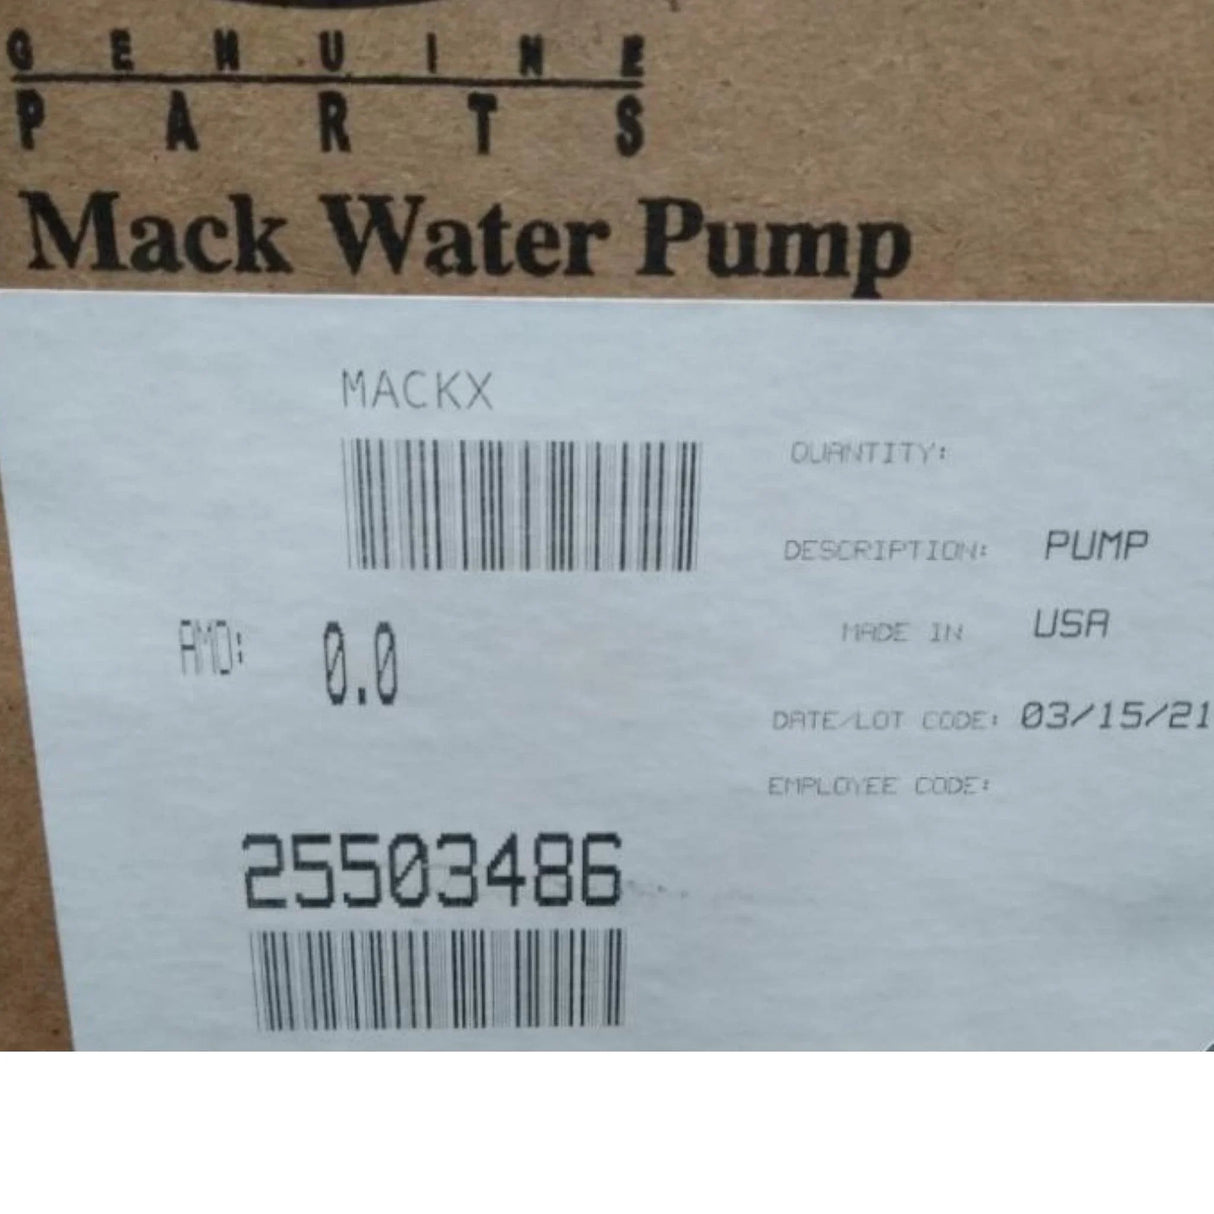 GENUINE
PARTS
Mack Water Pump
MACKX
QUANTITY:
DESCRIPTION: PUMP
MADE IN USA
AMD: 0.0
DATE/LOT CODE: 03/15/21
EMPLOYEE CODE:
25503486